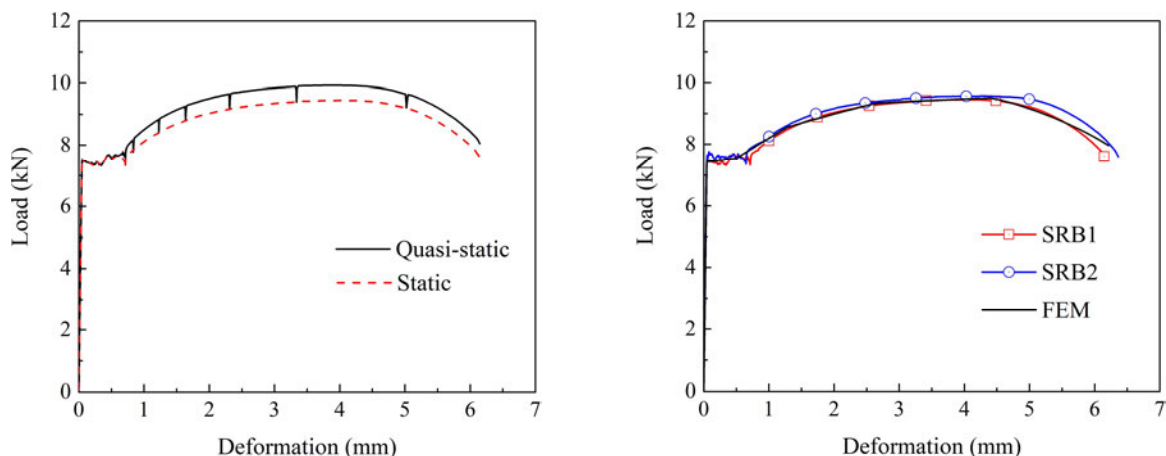 12
10
8
6
4
2
0
Load (kN)
Quasi-static
Static
0 1 2 3 4 5 6 7
Deformation (mm)
12
10
8
6
4
2
0
Load (kN)
SRB1
SRB2
FEM
0 1 2 3 4 5 6 7
Deformation (mm)